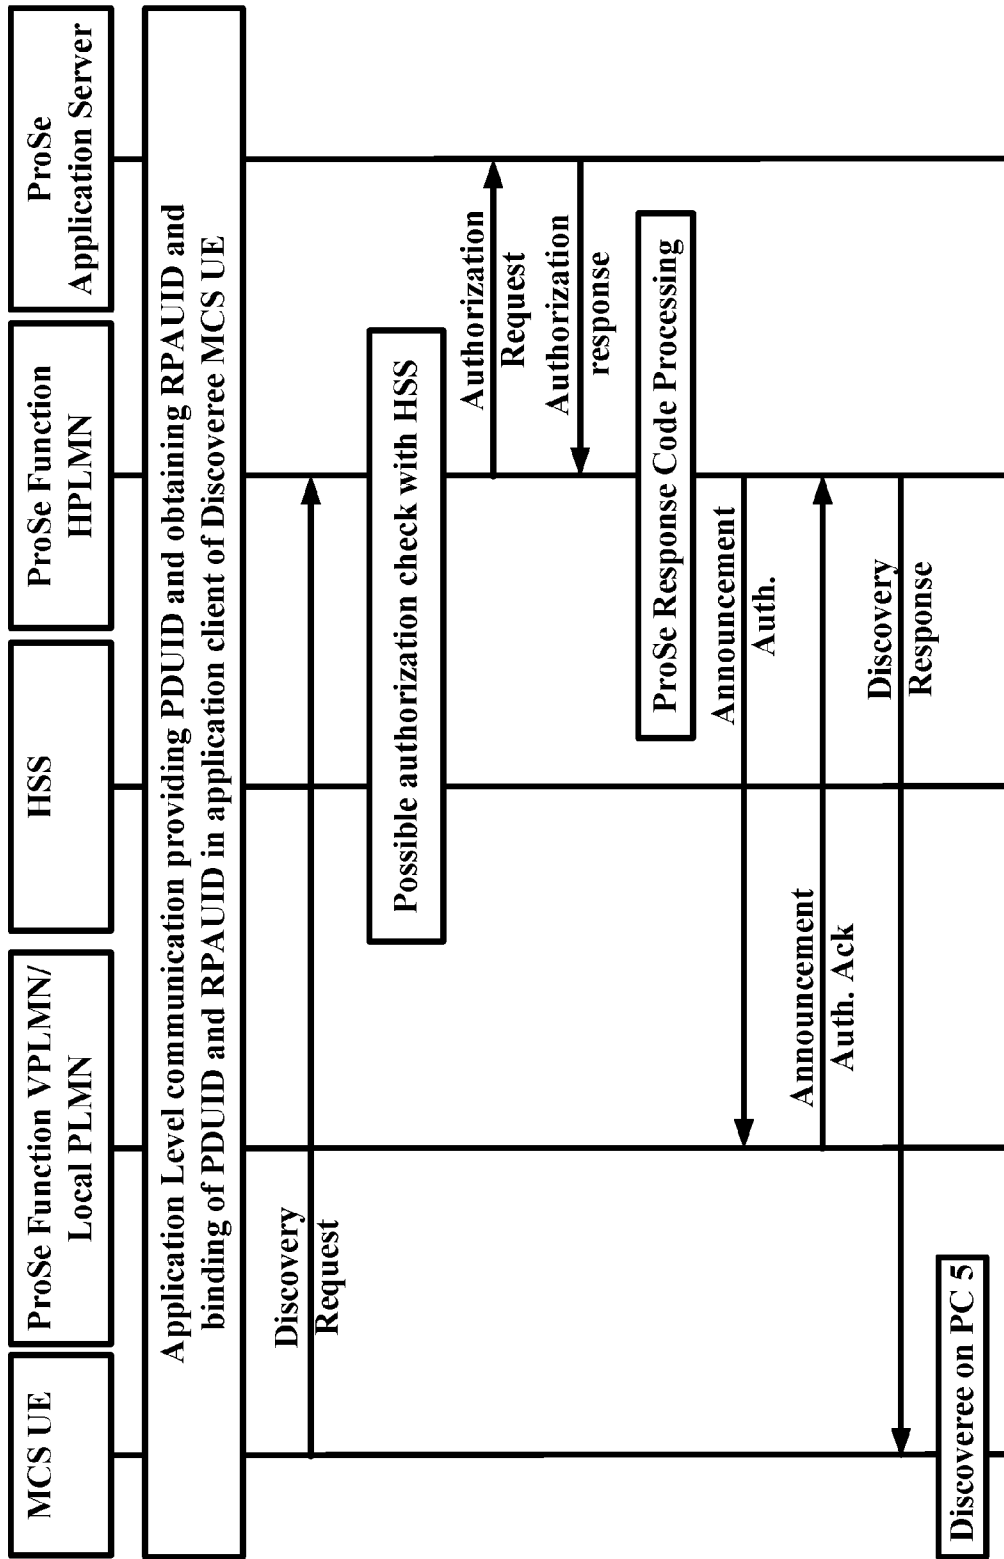 MCS UE
ProSe Function VPLMN/
Local PLMN
HSS
ProSe Function
HPLMN
ProSe
Application Server
Application Level communication providing PDUID and obtaining RPAUID and
binding of PDUID and RPAUID in application client of Discoveree MCS UE
Discovery
Request
Possible authorization check with HSS
Authorization
Request
Authorization
response
ProSe Response Code Processing
Announcement
Auth.
Announcement
Auth. Ack
Discovery
Response
Discoveree on PC 5